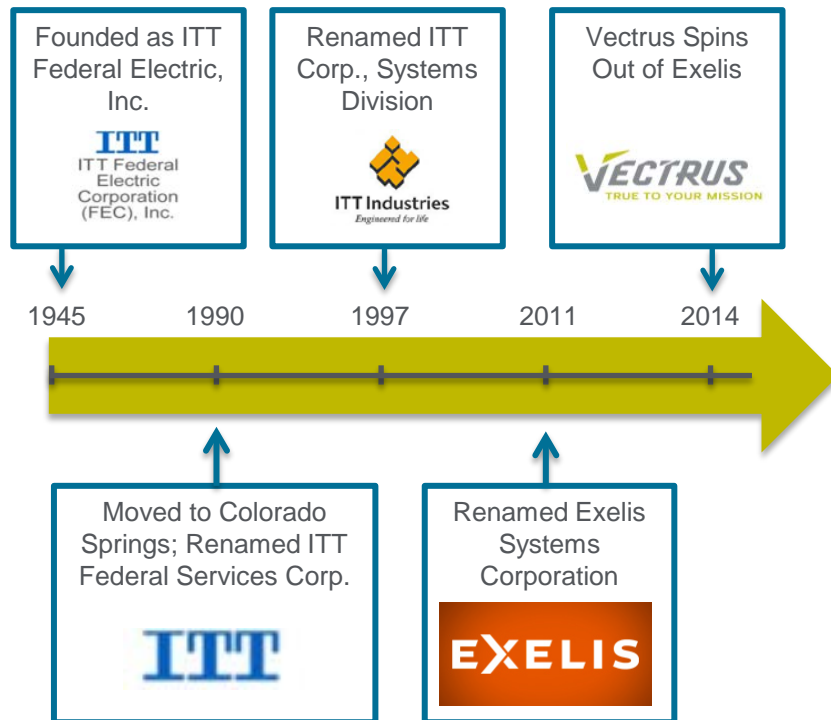 Founded as ITT
Federal Electric,
Inc.
ITT
ITT Federal
Electric
Corporation
(FEC), Inc.
Renamed ITT
Corp., Systems
Division
ITT Industries
Engineered for life
Vectrus Spins
Out of Exelis
VECTRUS
TRUE TO YOUR MISSION
1945
1990
1997
2011
2014
Moved to Colorado
Springs; Renamed ITT
Federal Services Corp.
ITT
Renamed Exelis
Systems
Corporation
EXELIS